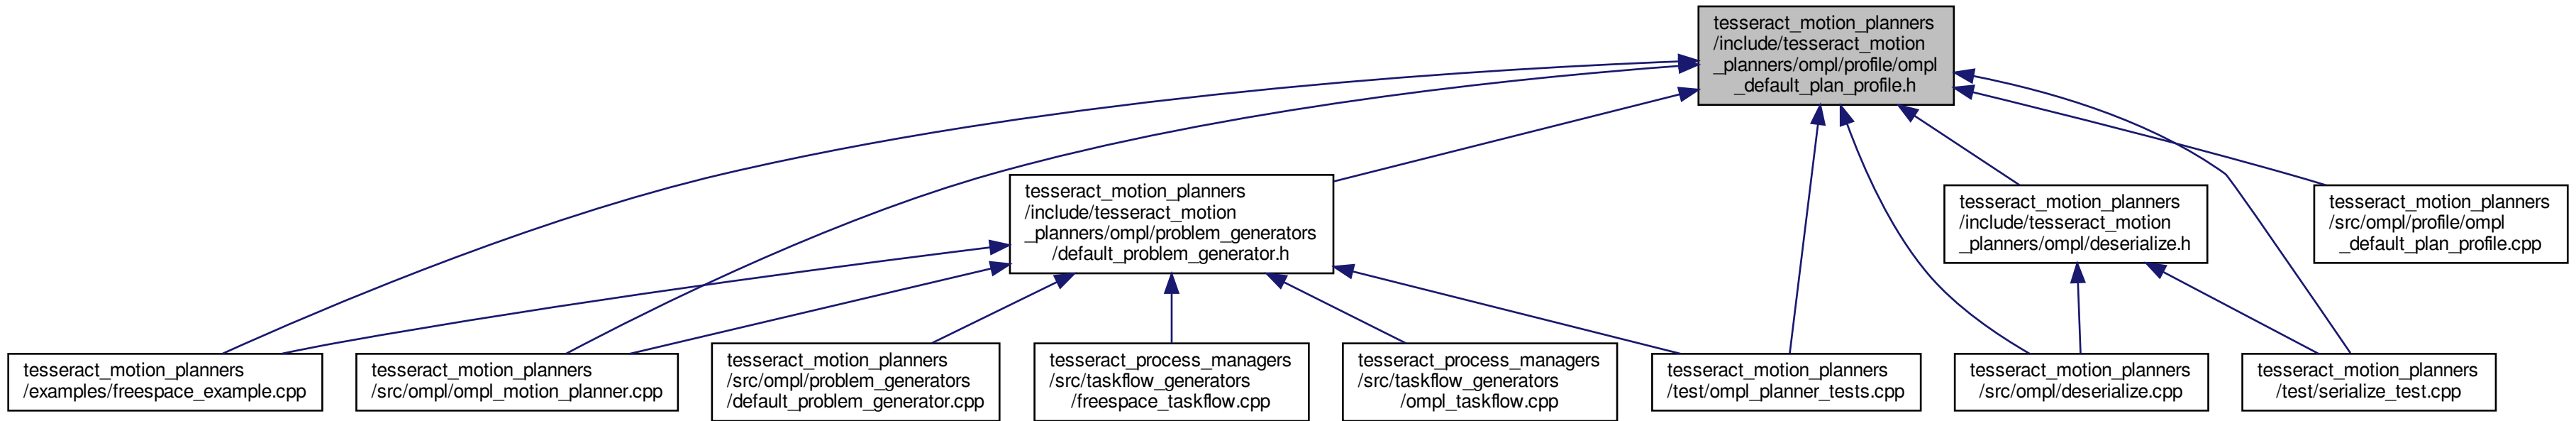 tesseract_motion_planners
/include/tesseract_motion
_planners/ompl/profile/ompl
_default_plan_profile.h
tesseract_motion_planners
/include/tesseract_motion
_planners/ompl/problem_generators
/default_problem_generator.h
tesseract_motion_planners
/include/tesseract_motion
_planners/ompl/deserialize.h
tesseract_motion_planners
/src/ompl/profile/ompl
_default_plan_profile.cpp
tesseract_motion_planners
/examples/freespace_example.cpp
tesseract_motion_planners
/src/ompl/ompl_motion_planner.cpp
tesseract_motion_planners
/src/ompl/problem_generators
/default_problem_generator.cpp
tesseract_process_managers
/src/taskflow_generators
/freespace_taskflow.cpp
tesseract_process_managers
/src/taskflow_generators
/ompl_taskflow.cpp
tesseract_motion_planners
/test/ompl_planner_tests.cpp
tesseract_motion_planners
/src/ompl/deserialize.cpp
tesseract_motion_planners
/test/serialize_test.cpp